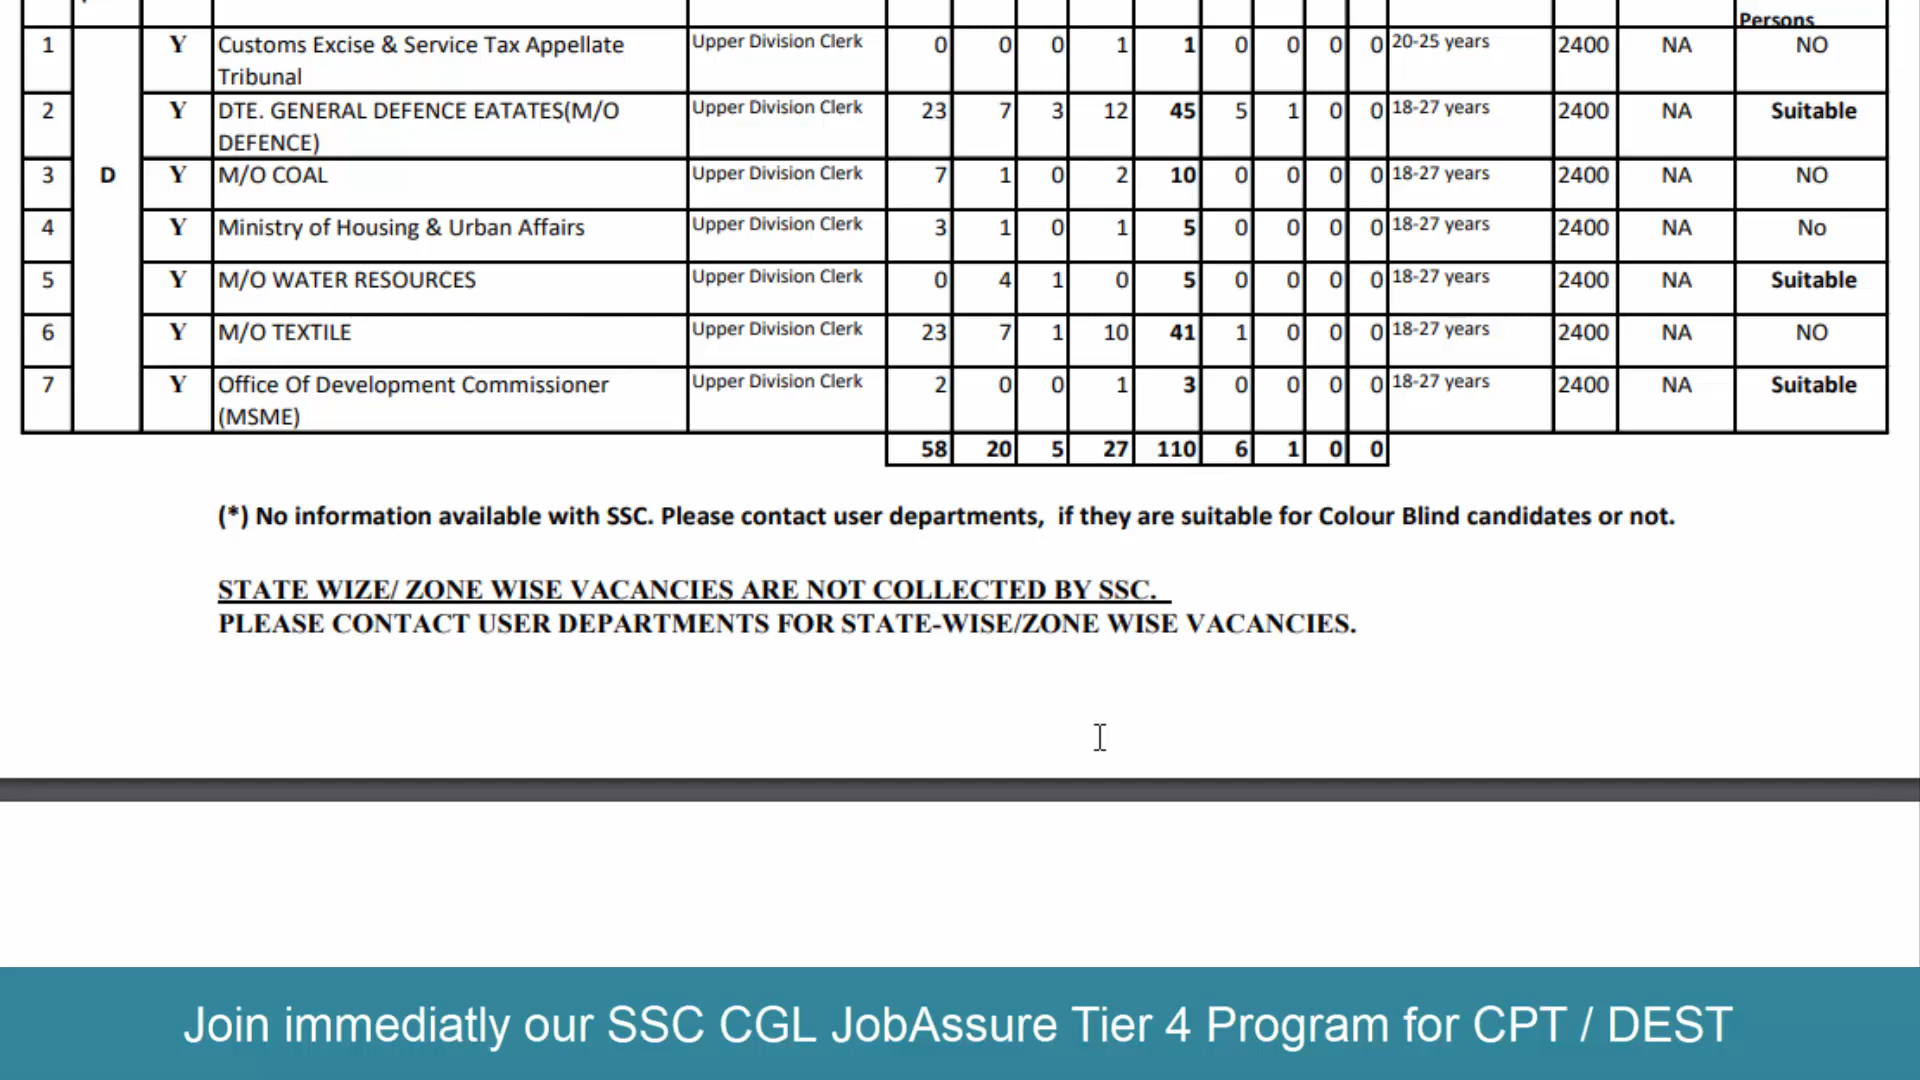 Persons
1 Y Customs Excise & Service Tax Appellate Upper Division Clerk 0 0 0 1 1 0 0 0 0 20-25 years 2400 NA NO
Tribunal
2 Y DTE. GENERAL DEFENCE EATATES(M/O Upper Division Clerk 23 7 3 12 45 5 1 0 0 18-27 years 2400 NA Suitable
DEFENCE)
3 D Y M/O COAL Upper Division Clerk 7 1 0 2 10 0 0 0 0 18-27 years 2400 NA NO
4 Y Ministry of Housing & Urban Affairs Upper Division Clerk 3 1 0 1 5 0 0 0 0 18-27 years 2400 NA No
5 Y M/O WATER RESOURCES Upper Division Clerk 0 4 1 0 5 0 0 0 0 18-27 years 2400 NA Suitable
6 Y M/O TEXTILE Upper Division Clerk 23 7 1 10 41 1 0 0 0 18-27 years 2400 NA NO
7 Y Office Of Development Commissioner Upper Division Clerk 2 0 0 1 3 0 0 0 0 18-27 years 2400 NA Suitable
(MSME)
58 20 5 27 110 6 1 0 0
(*) No information available with SSC. Please contact user departments, if they are suitable for Colour Blind candidates or not.
STATE WIZE/ ZONE WISE VACANCIES ARE NOT COLLECTED BY SSC.
PLEASE CONTACT USER DEPARTMENTS FOR STATE-WISE/ZONE WISE VACANCIES.
Join immediatly our SSC CGL JobAssure Tier 4 Program for CPT / DEST